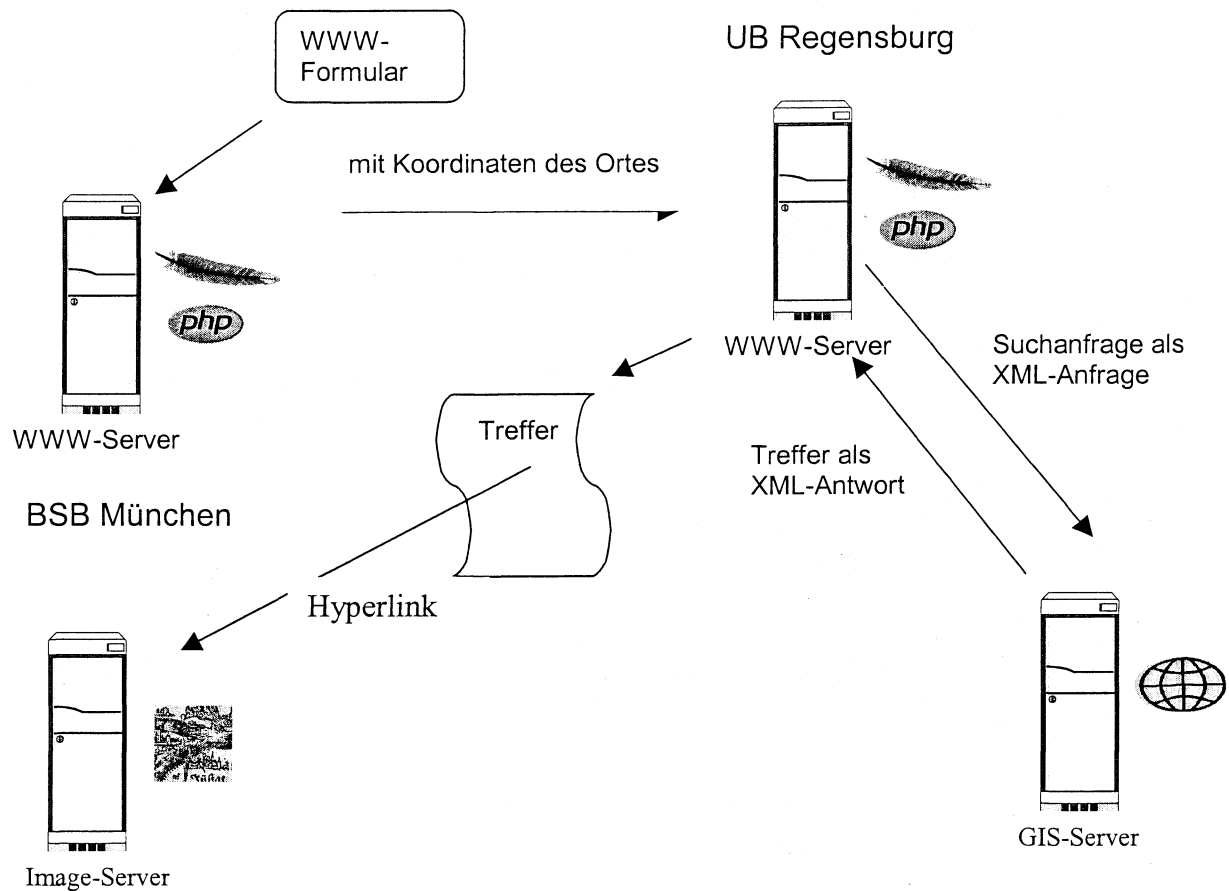 WWW-
Formular
UB Regensburg
mit Koordinaten des Ortes
php
php
WWW-Server
WWW-Server
Suchanfrage als
XML-Anfrage
Treffer
Treffer als
XML-Antwort
BSB München
Hyperlink
GIS-Server
Image-Server